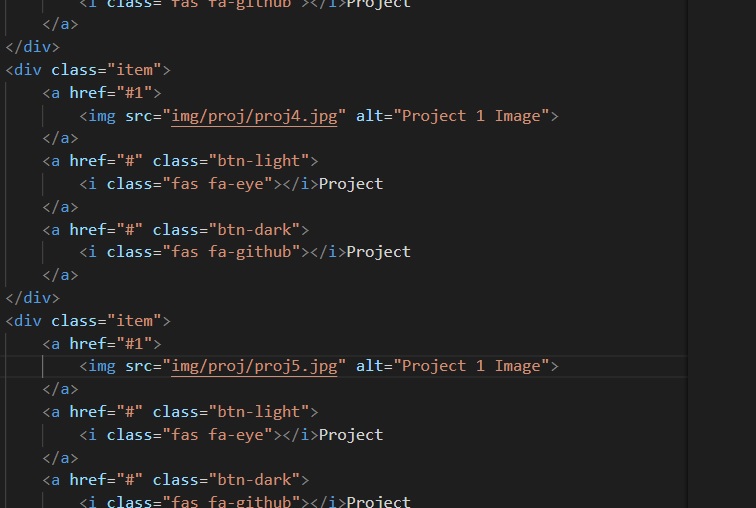 <i class="fas fa-github"></i>Project
</a>
</div>
<div class="item">
<a href="#1">
<img src="img/proj/proj4.jpg" alt="Project 1 Image">
</a>
<a href="#" class="btn-light">
<i class="fas fa-eye"></i>Project
</a>
<a href="#" class="btn-dark">
<i class="fas fa-github"></i>Project
</a>
</div>
<div class="item">
<a href="#1">
<img src="img/proj/proj5.jpg" alt="Project 1 Image">
</a>
<a href="#" class="btn-light">
<i class="fas fa-eye"></i>Project
</a>
<a href="#" class="btn-dark">
<i class="fas fa-github"></i>Project